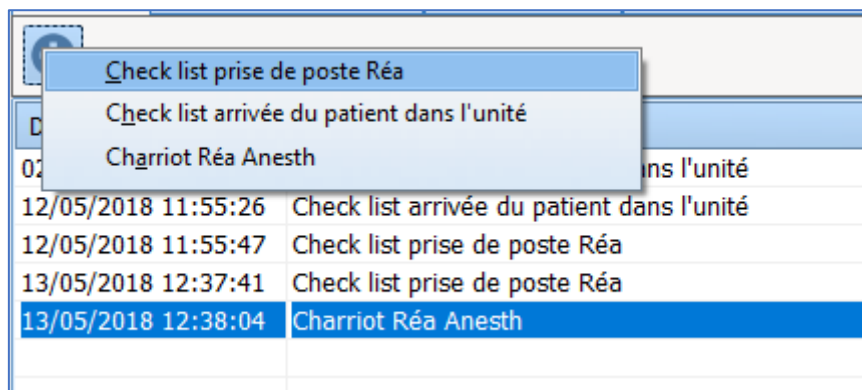 Check list prise de poste Réa
Check list arrivée du patient dans l'unité
Charriot Réa Anesth
D
02 ns l'unité
12/05/2018 11:55:26 Check list arrivée du patient dans l'unité
12/05/2018 11:55:47 Check list prise de poste Réa
13/05/2018 12:37:41 Check list prise de poste Réa
13/05/2018 12:38:04 Charriot Réa Anesth